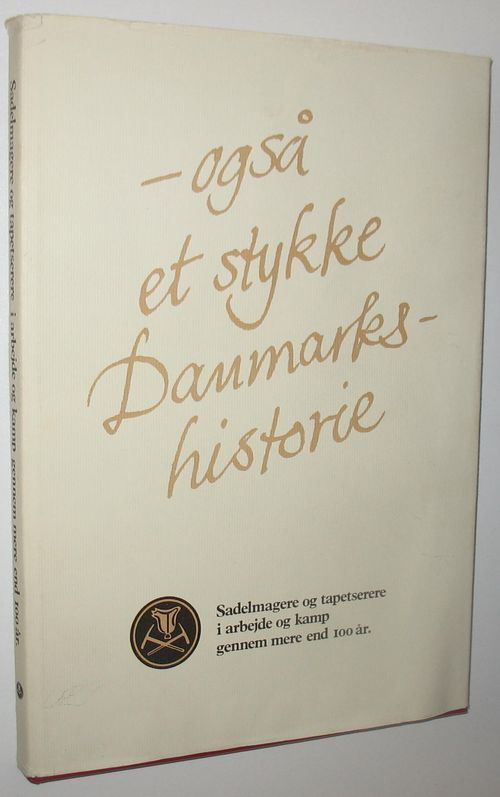 – også
et stykke
Danmarks-
historie
Sadelmagere og tapetserere
i arbejde og kamp
gennem mere end 100 år.
Sadelmagere og tapetserere i arbejde og kamp gennem mere end 100 år.